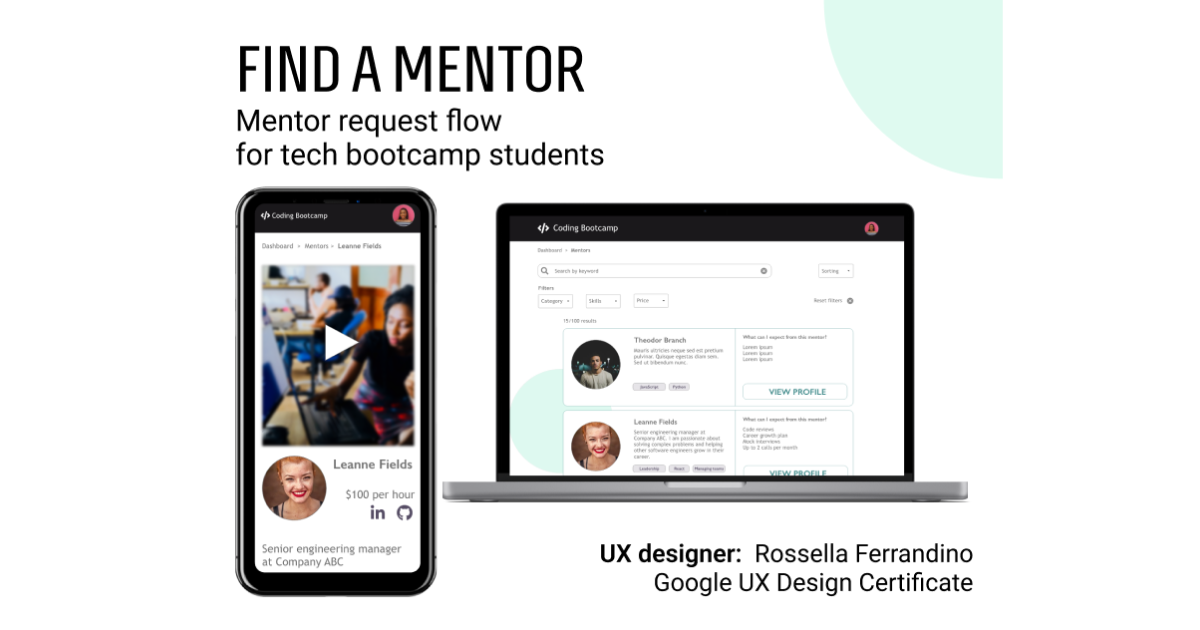 FIND A MENTOR
Mentor request flow
for tech bootcamp students
</> Coding Bootcamp
Dashboard • Mentors • Leanne Fields
Leanne Fields
$100 per hour
in
Senior engineering manager
at Company ABC
</> Coding Bootcamp
Dashboard • Mentors
Search by keyword
Sorting
Filters
Category
Skills
Price
Reset filters
15/100 results
Theodor Branch
Mauris ultricies neque sed est pretium
pulvinar. Quisque egestas diam sem.
Sed ut bibendum nunc.
JavaScript
Python
What can I expect from this mentor?
Lorem ipsum
Lorem ipsum
Lorem ipsum
VIEW PROFILE
Leanne Fields
Senior engineering manager at
Company ABC. I am passionate about
solving complex problems and helping
other software engineers grow in their
career
Leadership
React
Managing teams
What can I expect from this mentor?
Code reviews
Career growth plan
Mock interviews
Up to 2 calls per month
VIEW PROFILE
UX designer: Rossella Ferrandino
Google UX Design Certificate